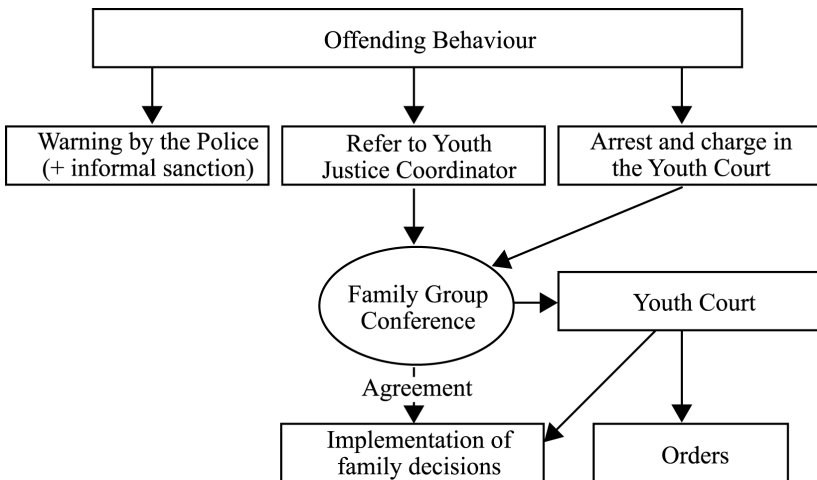 Offending Behaviour
Warning by the Police
(+ informal sanction)
Refer to Youth
Justice Coordinator
Arrest and charge in
the Youth Court
Family Group
Conference
Youth Court
Agreement
Implementation of
family decisions
Orders